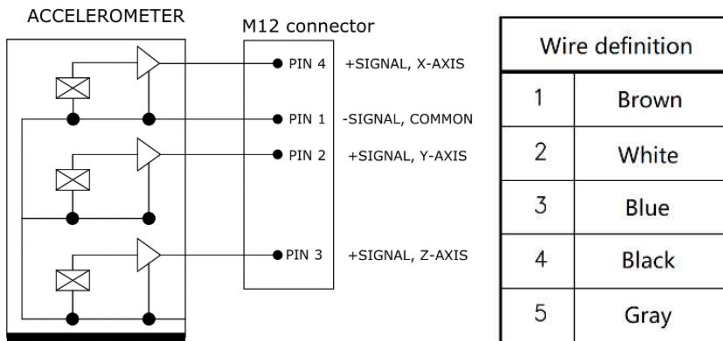 ACCELEROMETER
M12 connector
PIN 4 +SIGNAL, X-AXIS
PIN 1 -SIGNAL, COMMON
PIN 2 +SIGNAL, Y-AXIS
PIN 3 +SIGNAL, Z-AXIS
Wire definition
1 Brown
2 White
3 Blue
4 Black
5 Gray